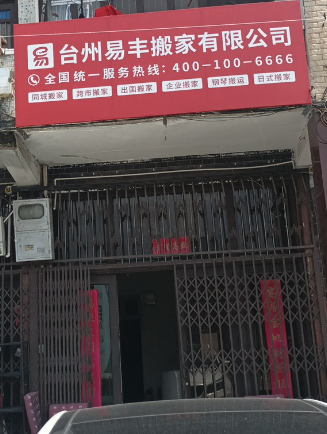 易
台州易丰搬家有限公司
全国统一服务热线：400-100-6666
同城搬家 跨市搬家 出国搬家 企业搬家 钢琴搬运 日式搬家